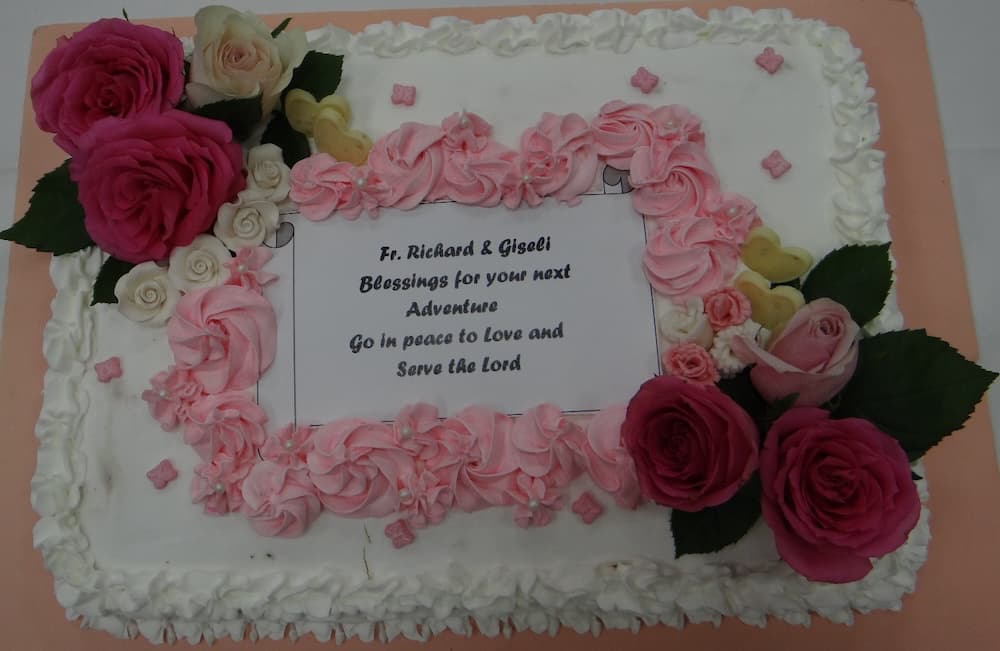 Fr. Richard & Giseli
Blessings for your next
Adventure
Go in peace to Love and
Serve the Lord